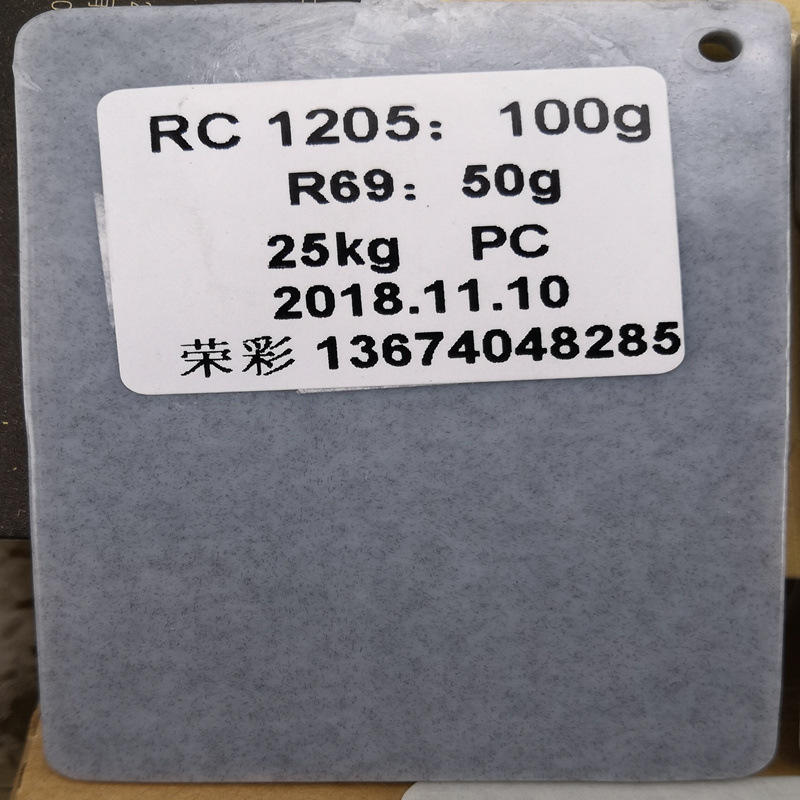 RC 1205： 100g
R69： 50g
25kg PC
2018.11.10
荣彩 13674048285